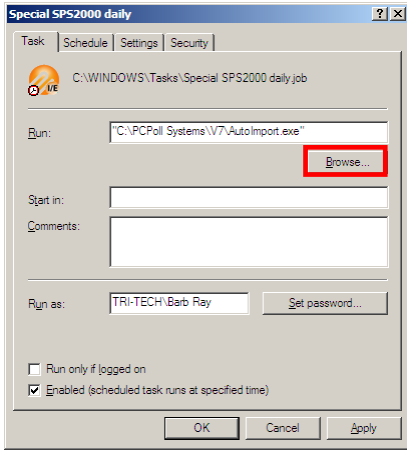 Special SPS2000 daily
Task Schedule Settings Security
I/E
C:\WINDOWS\Tasks\Special SPS2000 daily.job
Run: "C:\PCPoll Systems\V7\AutoImport.exe"
Browse...
Start in:
Comments:
Run as: TRI-TECH\Barb Ray Set password...
Run only if logged on
Enabled (scheduled task runs at specified time)
OK Cancel Apply